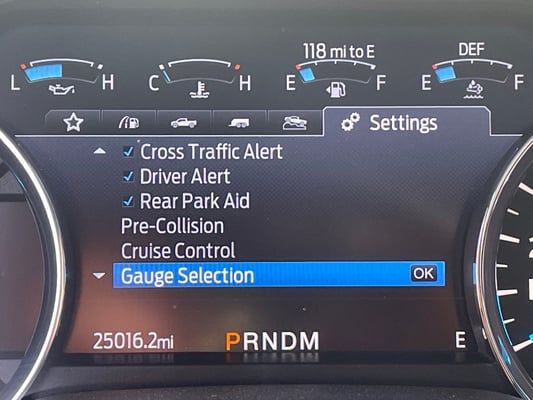 118 mi to E
DEF
L H C H E F E F
Settings
Cross Traffic Alert
Driver Alert
Rear Park Aid
Pre-Collision
Cruise Control
Gauge Selection OK
25016.2mi PRNDM E